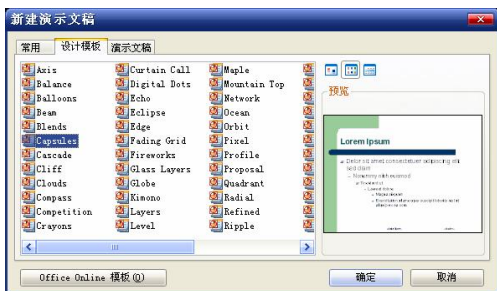 新建演示文稿
常用 设计模板 演示文稿
Axis Curtain Call Maple
Balance Digital Dots Mountain Top
Balloons Echo Network
Beam Eclipse Ocean
Blends Edge Orbit
Capsules Fading Grid Pixel
Cascade Fireworks Profile
Cliff Glass Layers Proposal
Clouds Globe Quadrant
Compass Kimono Radial
Competition Layers Refined
Crayons Level Ripple
预览
Lorem Ipsum
Office Online 模板(O)
确定 取消